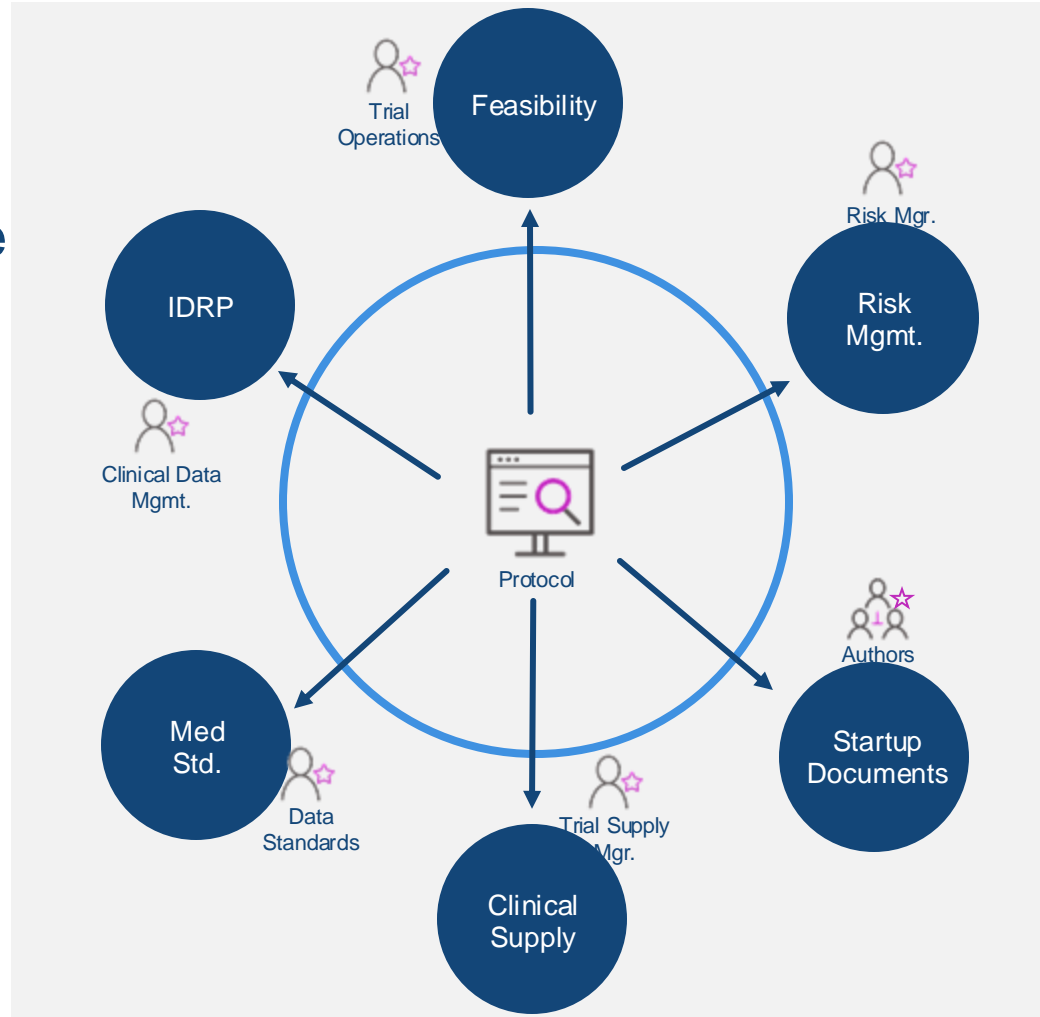 Trial
Operations
Feasibility
Risk Mgr.
Risk
Mgmt.
e
IDRP
Clinical Data
Mgmt.
Protocol
Authors
Startup
Documents
Med
Std.
Data
Standards
Trial Supply
Mgr.
Clinical
Supply